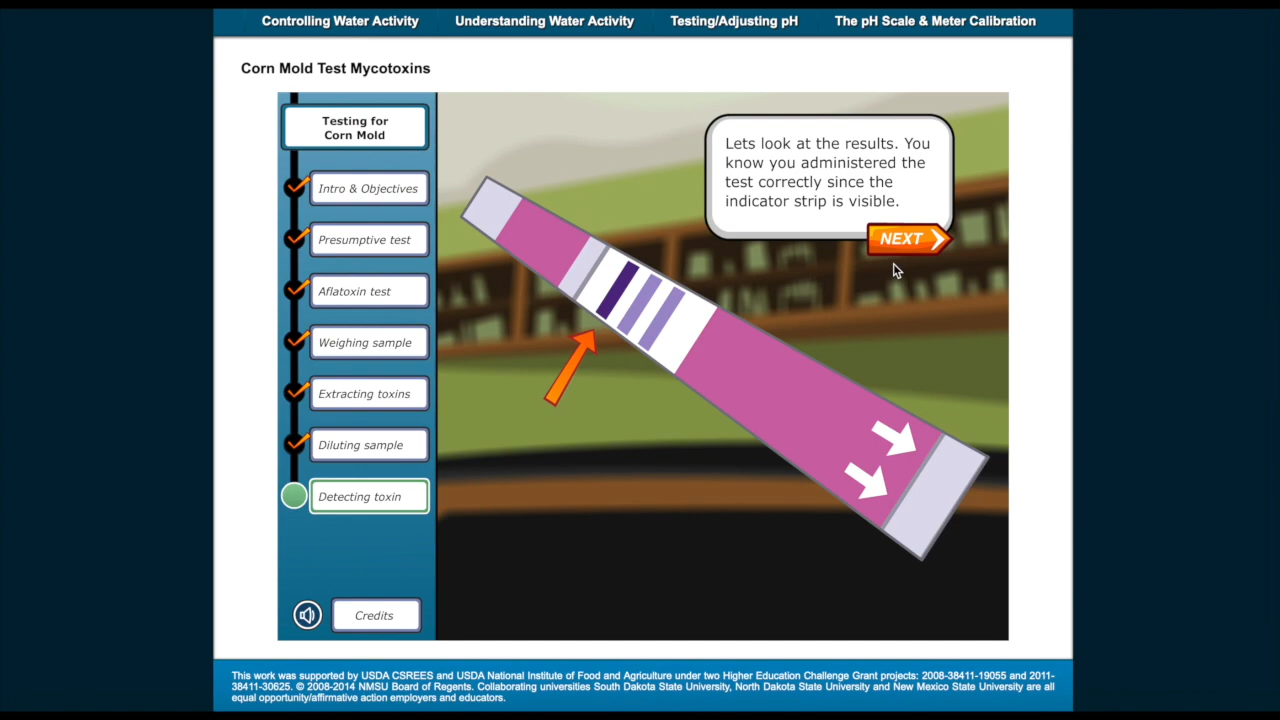 Controlling Water Activity Understanding Water Activity Testing/Adjusting pH The pH Scale & Meter Calibration
Corn Mold Test Mycotoxins
Testing for
Corn Mold
Intro & Objectives
Presumptive test
Aflatoxin test
Weighing sample
Extracting toxins
Diluting sample
Detecting toxin
Credits
Lets look at the results. You
know you administered the
test correctly since the
indicator strip is visible.
NEXT
This work was supported by USDA CSREES and USDA National Institute of Food and Agriculture under two Higher Education Challenge Grant projects: 2008-38411-19055 and 2011-
38411-30625. © 2008-2014 NMSU Board of Regents. Collaborating universities South Dakota State University, North Dakota State University and New Mexico State University are all
equal opportunity/affirmative action employers and educators.